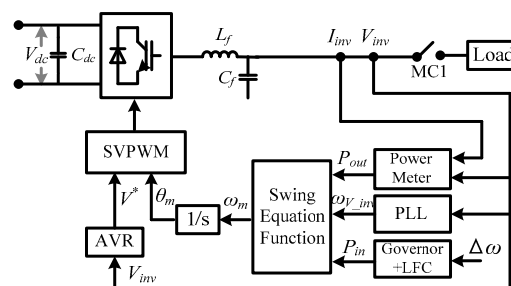 L_f
I_inv V_inv
V_dc C_dc
C_f
MC1
Load
SVPWM
V* θ_m ω_m
1/s
AVR
V_inv
Swing
Equation
Function
P_out
ω_V_inv
P_in
Power
Meter
PLL
Governor
+LFC
Δω